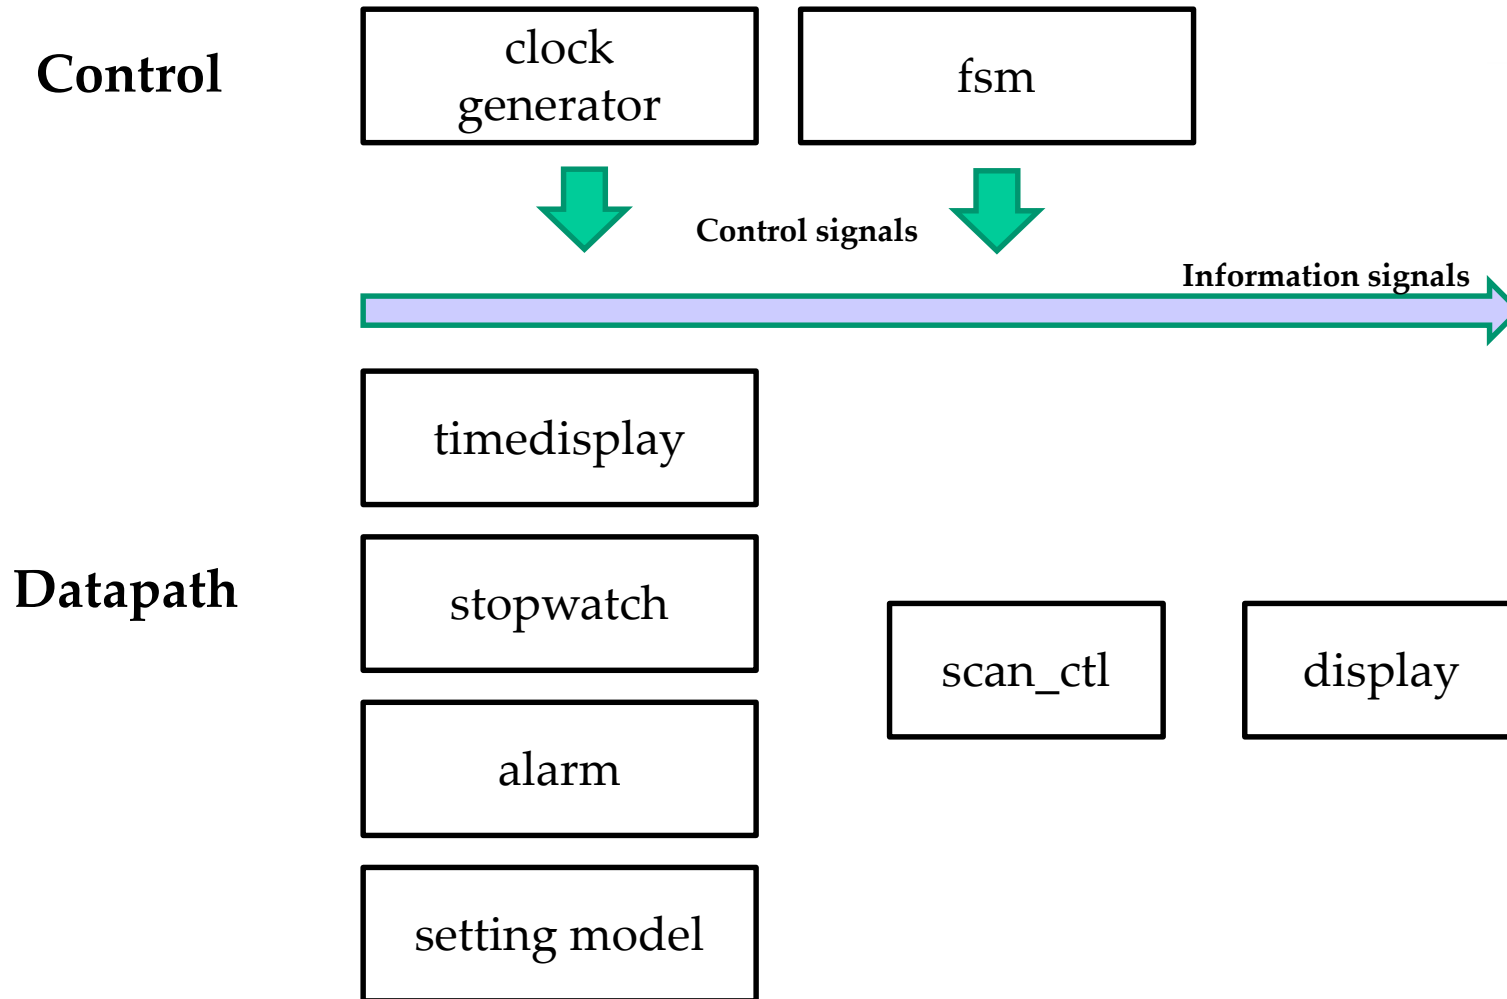 Control
clock
generator
fsm
Control signals
Information signals
timedisplay
Datapath
stopwatch
scan_ctl
display
alarm
setting model